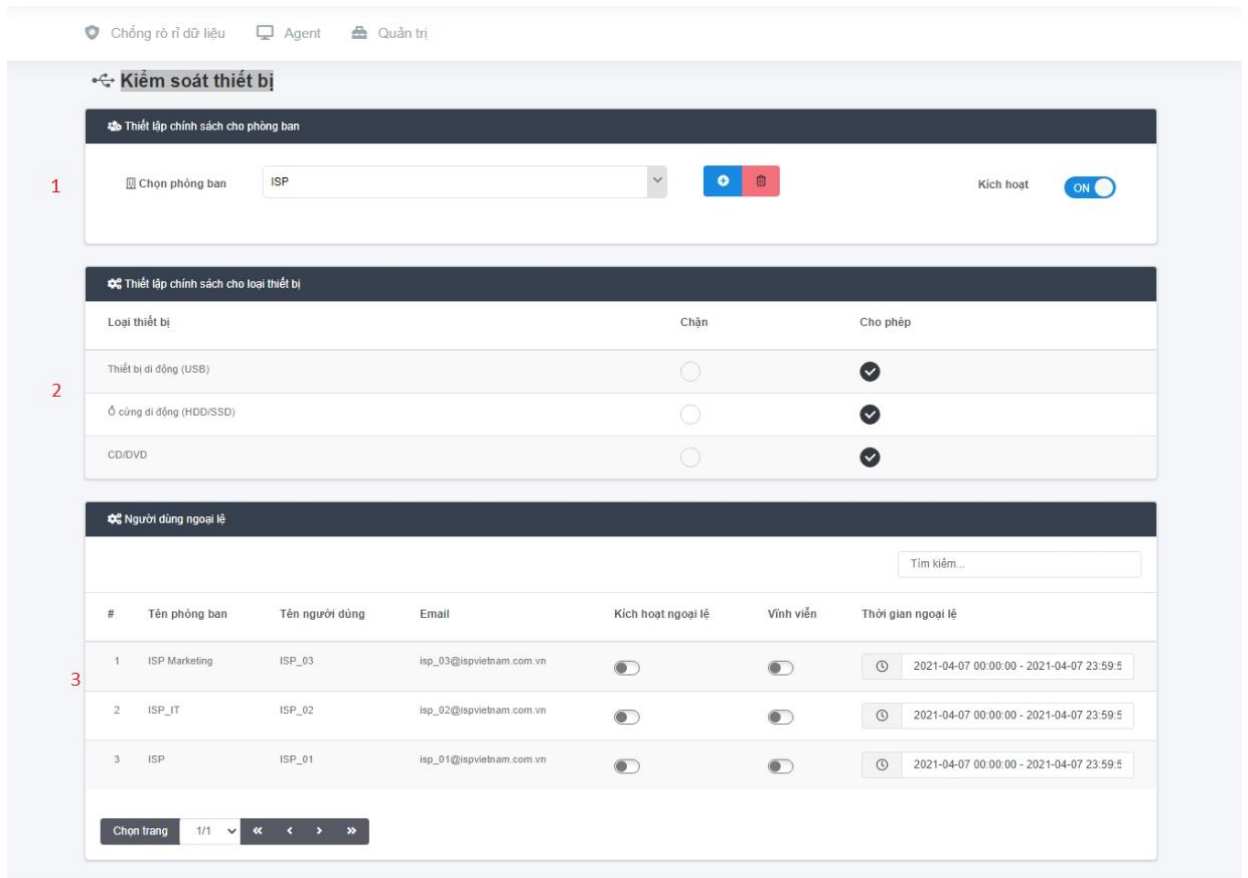 Chống rò rỉ dữ liệu Agent Quản trị
Kiểm soát thiết bị
Thiết lập chính sách cho phòng ban
1 Chọn phòng ban ISP Kích hoạt ON
Thiết lập chính sách cho loại thiết bị
Loại thiết bị Chặn Cho phép
Thiết bị di động (USB)
2
Ổ cứng di động (HDD/SSD)
CD/DVD
Người dùng ngoại lệ
Tìm kiếm...
# Tên phòng ban Tên người dùng Email Kích hoạt ngoại lệ Vĩnh viễn Thời gian ngoại lệ
1 ISP Marketing ISP_03 isp_03@ispvietnam.com.vn 2021-04-07 00:00:00 - 2021-04-07 23:59:5
3
2 ISP_IT ISP_02 isp_02@ispvietnam.com.vn 2021-04-07 00:00:00 - 2021-04-07 23:59:5
3 ISP ISP_01 isp_01@ispvietnam.com.vn 2021-04-07 00:00:00 - 2021-04-07 23:59:5
Chọn trang 1/1 « ‹ › »